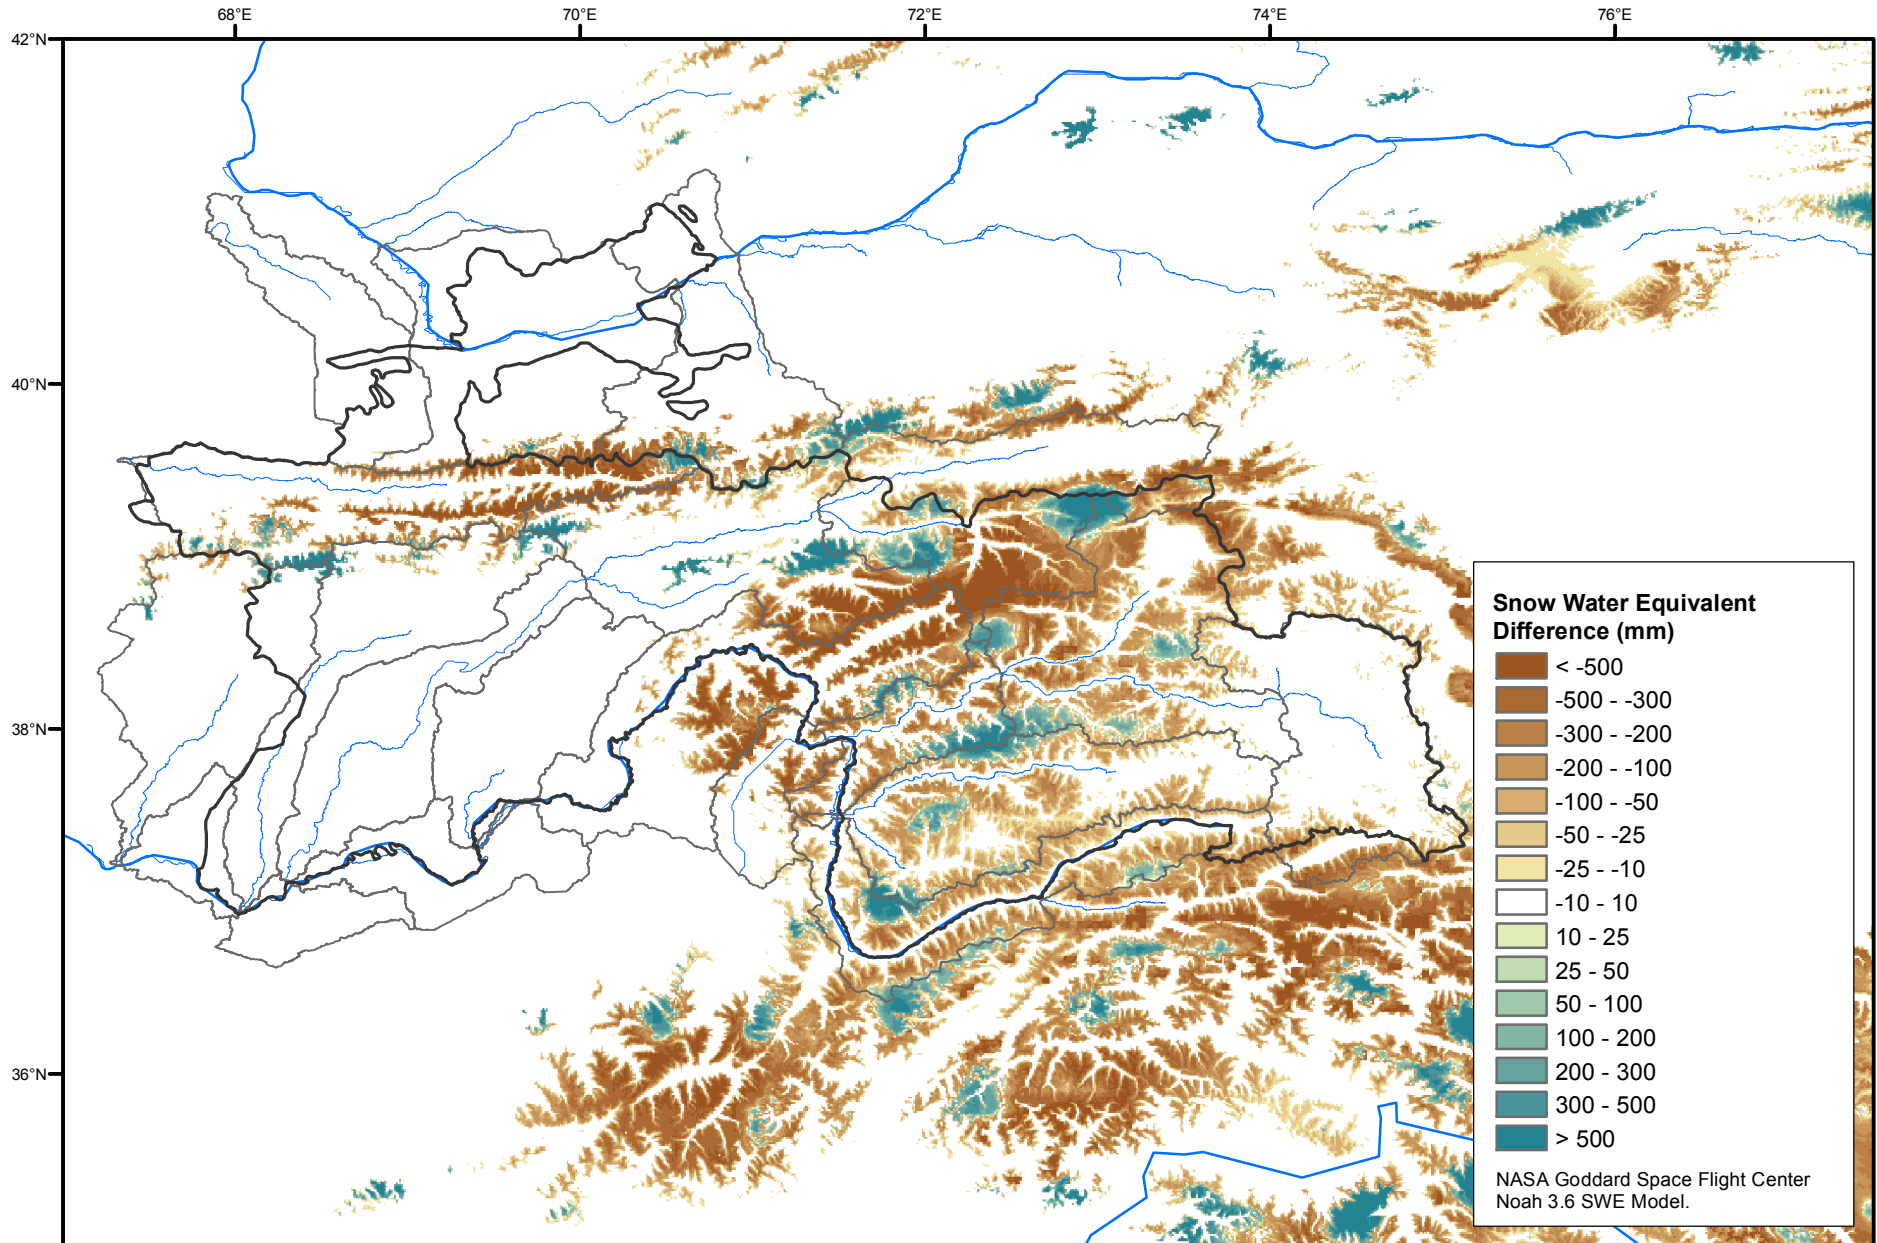 68°E
70°E
72°E
74°E
76°E
42°N
40°N
38°N
36°N
Snow Water Equivalent
Difference (mm)
< -500
-500 - -300
-300 - -200
-200 - -100
-100 - -50
-50 - -25
-25 - -10
-10 - 10
10 - 25
25 - 50
50 - 100
100 - 200
200 - 300
300 - 500
> 500
NASA Goddard Space Flight Center
Noah 3.6 SWE Model.